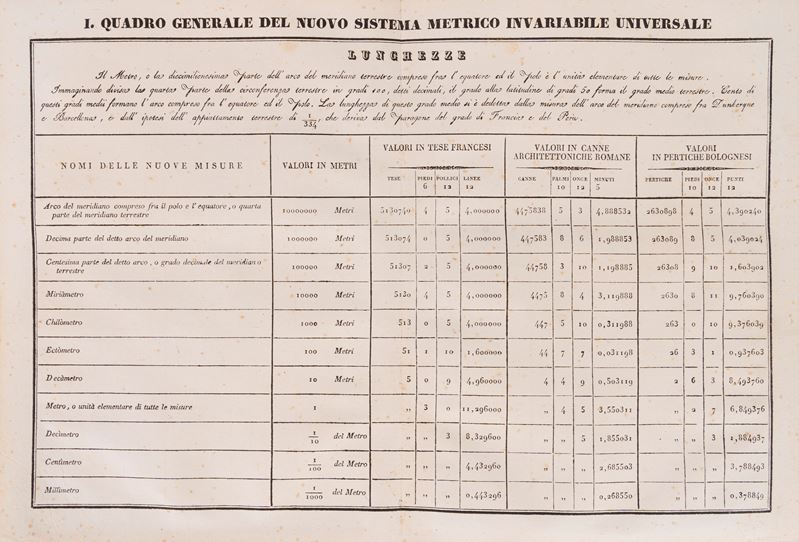 I. QUADRO GENERALE DEL NUOVO SISTEMA METRICO INVARIABILE UNIVERSALE
LUNGHEZZE
Il Metro, o la diecimilionesima parte dell'arco del meridiano terrestre compreso fra l'equatore ed il Polo è l'unità elementare di tutte le misure.
Immaginando divisa la quarta parte della circonferenza terrestre in gradi 100, detti decimali, il grado alla latitudine di gradi 50 forma il grado medio terrestre. Cento di
questi gradi medii formano l'arco compreso fra l'equatore ed il Polo. La lunghezza di questo grado medio si è dedotta dalla misura dell'arco del meridiano compreso fra Dunkerque
e Barcellona, e dall'ipotesi dell'appiattamento terrestre di 1/334, che deriva dal paragone del grado di Francia e del Perù.
NOMI DELLE NUOVE MISURE VALORI IN METRI VALORI IN TESE FRANCESI VALORI IN CANNE ARCHITETTONICHE ROMANE VALORI IN PERTICHE BOLOGNESI
TESE PIEDI POLLICI LINEE CANNE PALMI ONCE MINUTI PERTICHE PIEDI ONCE PUNTI
6 12 12 10 12 5 10 12 12
Arco del meridiano compreso fra il polo e l'equatore, o quarta
parte del meridiano terrestre 10000000 Metri 5130740 4 5 4,000000 4475838 5 3 4,888532 2630898 4 5 4,390240
Decima parte del detto arco del meridiano 1000000 Metri 513074 0 5 4,000000 447583 8 6 1,988853 263089 8 5 4,039024
Centesima parte del detto arco, o grado decimale del meridiano
terrestre 100000 Metri 51307 2 5 4,000000 44758 3 10 1,198885 26308 9 10 1,603902
Miriàmetro 10000 Metri 5130 4 5 4,000000 4475 8 4 3,119888 2630 8 11 9,760390
Chilòmetro 1000 Metri 513 0 5 4,000000 447 5 10 0,311988 263 0 10 9,376039
Ectòmetro 100 Metri 51 1 10 1,600000 44 7 7 0,031198 26 3 1 0,937603
Decàmetro 10 Metri 5 0 9 4,960000 4 4 9 0,503119 2 6 3 8,493760
Metro, o unità elementare di tutte le misure 1 „ 3 0 11,296000 „ 4 5 3,550311 „ 2 7 6,849376
Decìmetro 1/10 del Metro „ „ 3 8,329600 „ „ 5 1,855031 „ „ 3 1,884937
Centìmetro 1/100 del Metro „ „ „ 4,432960 „ „ „ 2,685503 „ „ „ 3,788493
Millìmetro 1/1000 del Metro „ „ „ 0,443296 „ „ „ 0,268550 „ „ „ 0,378849